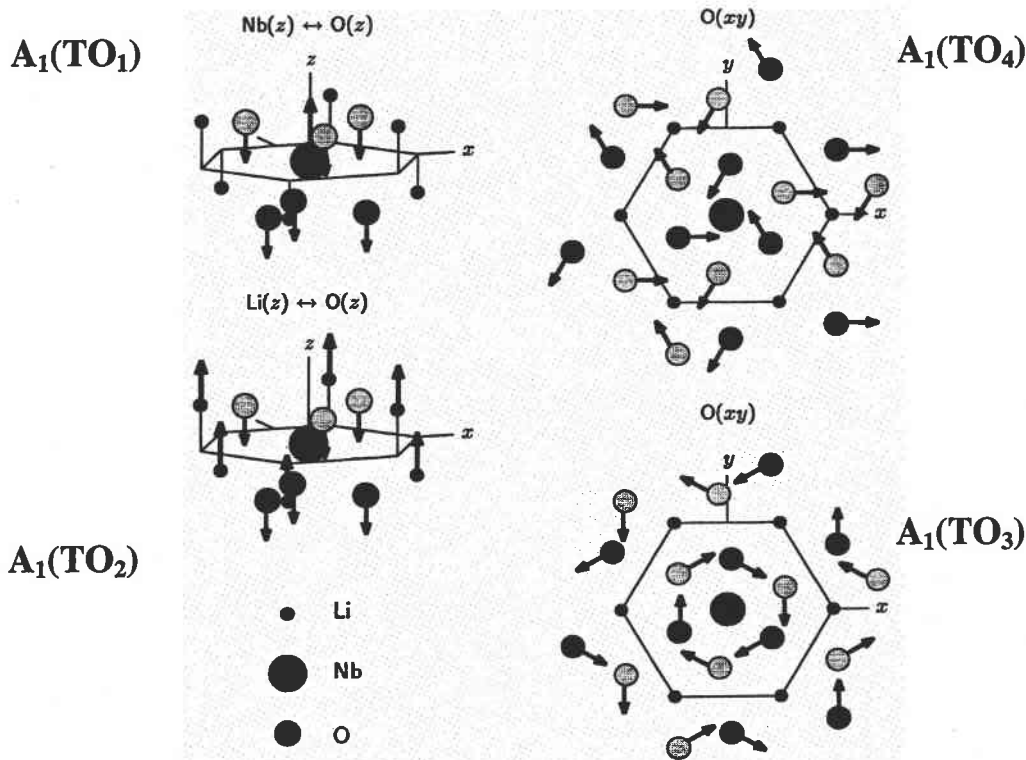 Nb(z) ↔ O(z)
A₁(TO₁)
z
x
Li(z) ↔ O(z)
z
x
A₁(TO₂)
Li
Nb
O
O(xy)
A₁(TO₄)
y
x
O(xy)
y
A₁(TO₃)
x